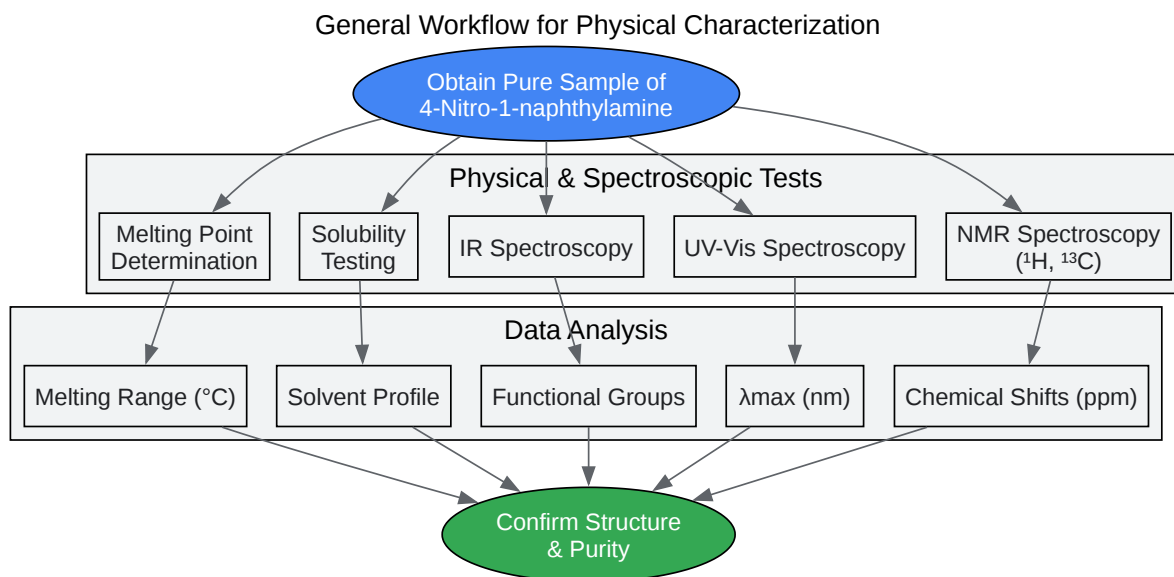 General Workflow for Physical Characterization
Obtain Pure Sample of
4-Nitro-1-naphthylamine
Physical & Spectroscopic Tests
Melting Point
Determination
Solubility
Testing
IR Spectroscopy
UV-Vis Spectroscopy
NMR Spectroscopy
(¹H, ¹³C)
Data Analysis
Melting Range (°C)
Solvent Profile
Functional Groups
λmax (nm)
Chemical Shifts (ppm)
Confirm Structure
& Purity